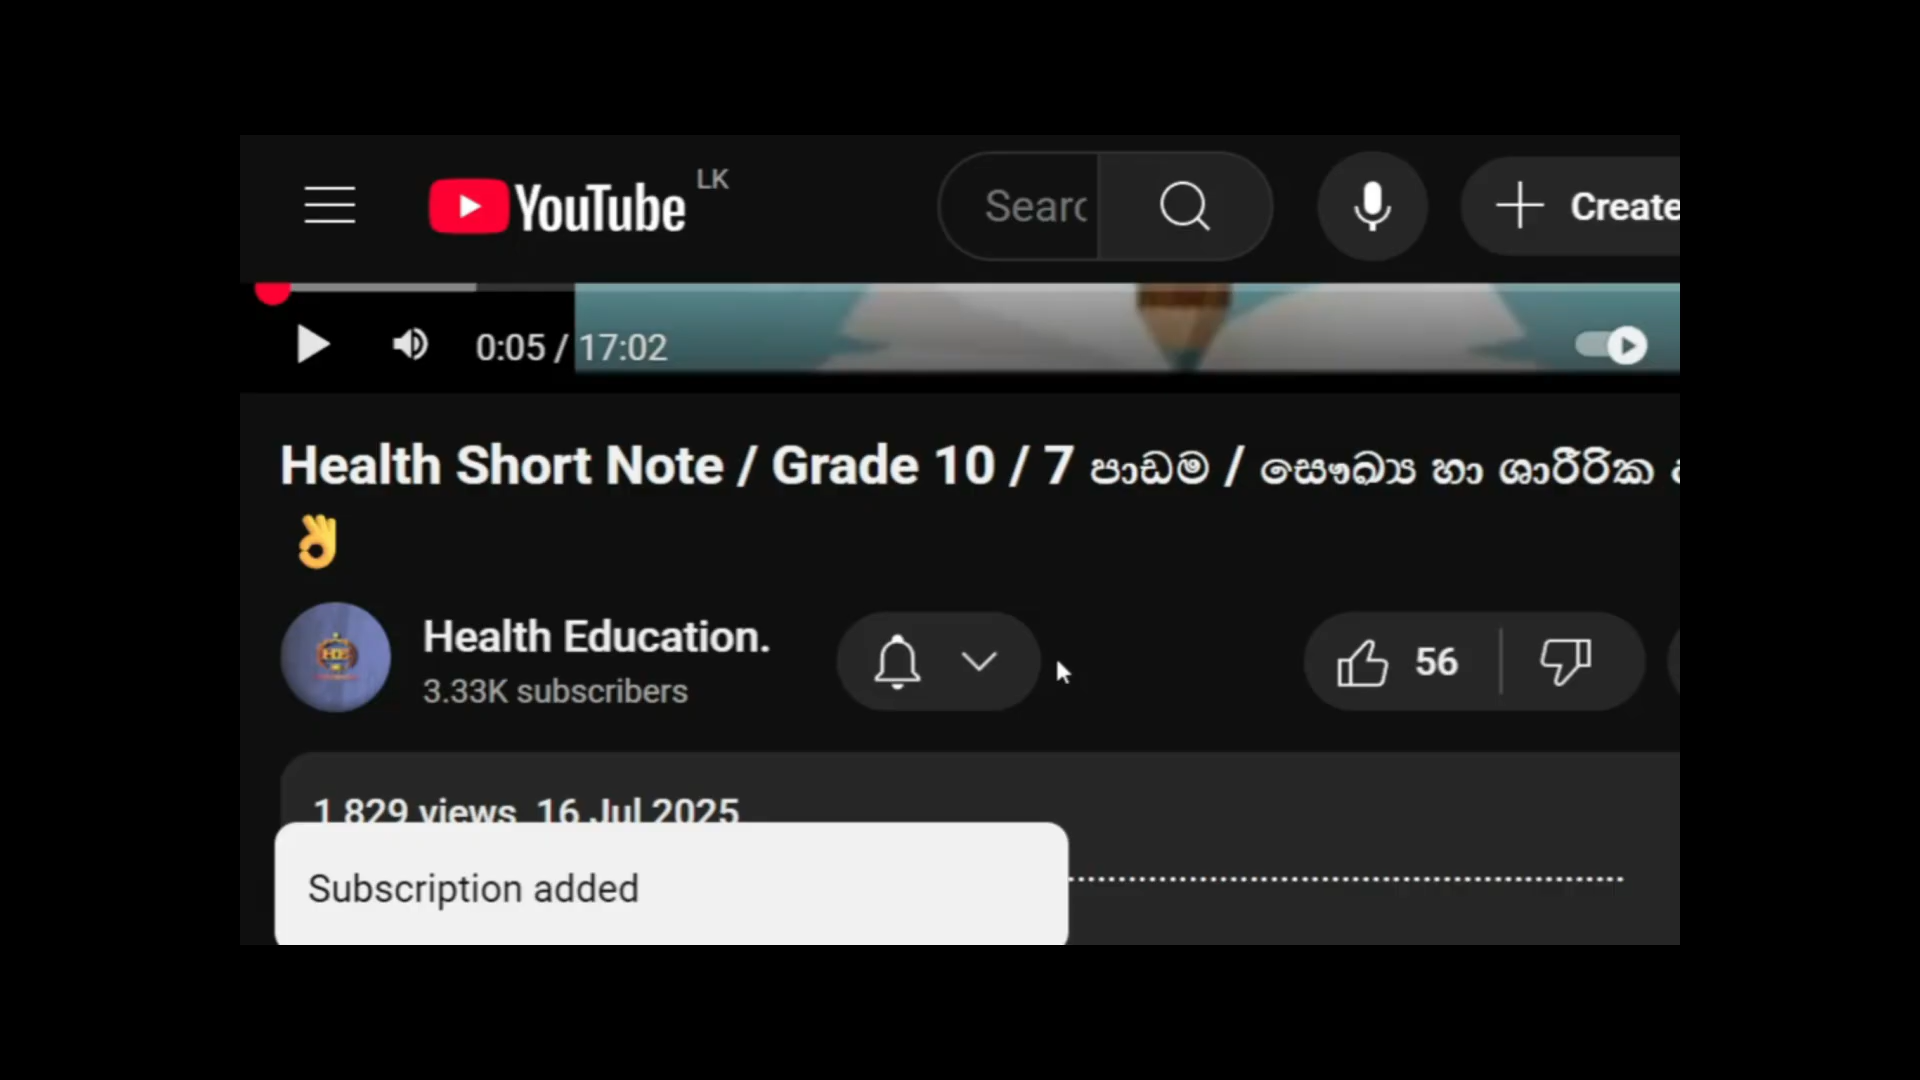 YouTube LK
Searc
Create
0:05 / 17:02
Health Short Note / Grade 10 / 7 පාඩම / සෞඛ්‍ය හා ශාරීරික
👌
Health Education.
3.33K subscribers
56
1,829 views 16 Jul 2025
Subscription added